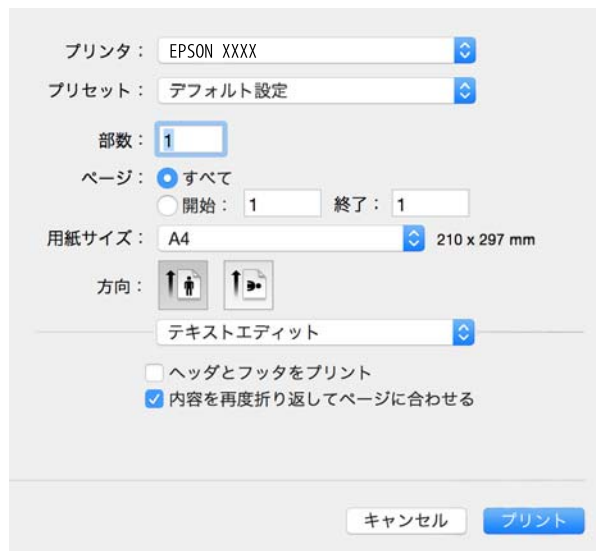 プリンタ： EPSON XXXX
プリセット： デフォルト設定
部数： 1
ページ： すべて
開始： 1 終了： 1
用紙サイズ： A4 210 x 297 mm
方向：
テキストエディット
ヘッダとフッタをプリント
内容を再度折り返してページに合わせる
キャンセル プリント